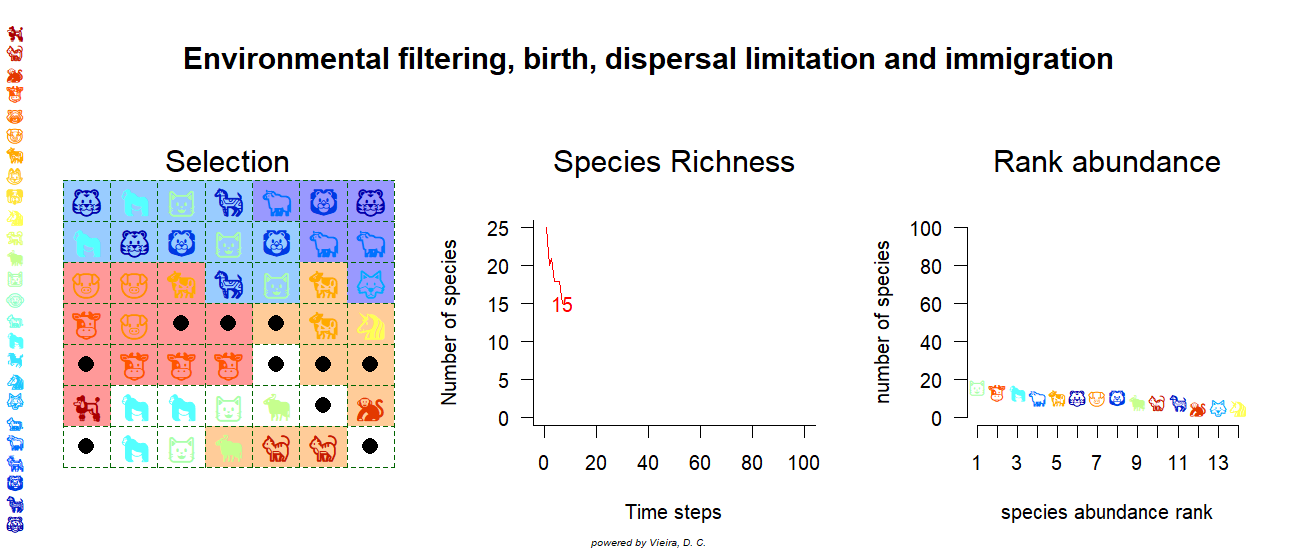 Environmental filtering, birth, dispersal limitation and immigration
Selection
Species Richness
Number of species
25
20
15
10
5
0
15
0 20 40 60 80 100
Time steps
Rank abundance
number of species
100
80
60
40
20
0
1 3 5 7 9 11 13
species abundance rank
powered by Vieira, D. C.